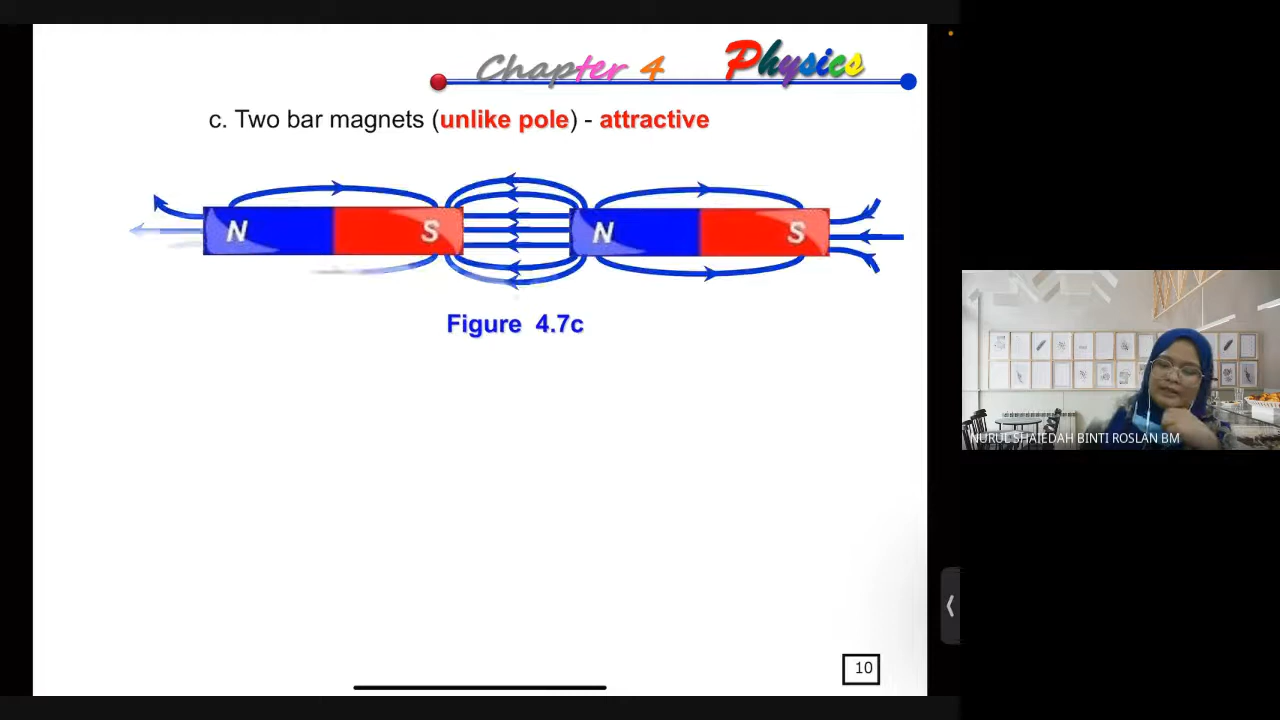 Chapter 4 Physics
c. Two bar magnets (unlike pole) - attractive
N S N S
Figure 4.7c
NURUL SHAIEDAH BINTI ROSLAN BM
10